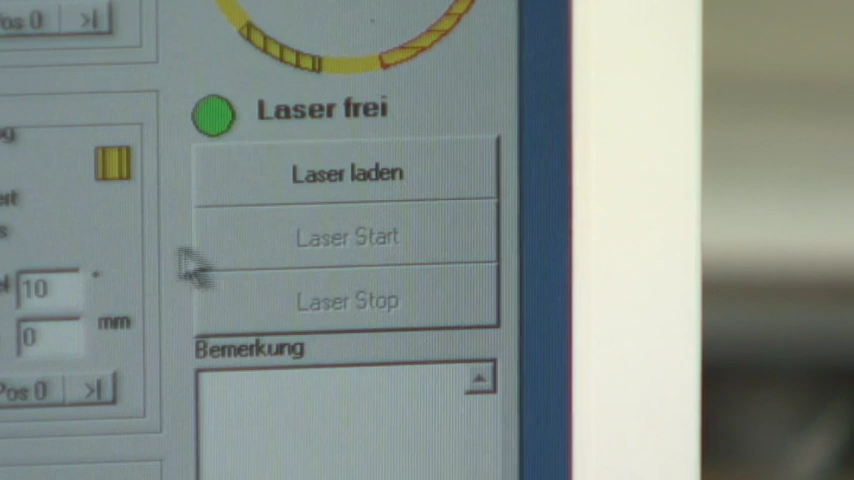 Pos 0 >|
Laser frei
Laser laden
Laser Start
10 °
Laser Stop
0 mm
Bemerkung
Pos 0 >|